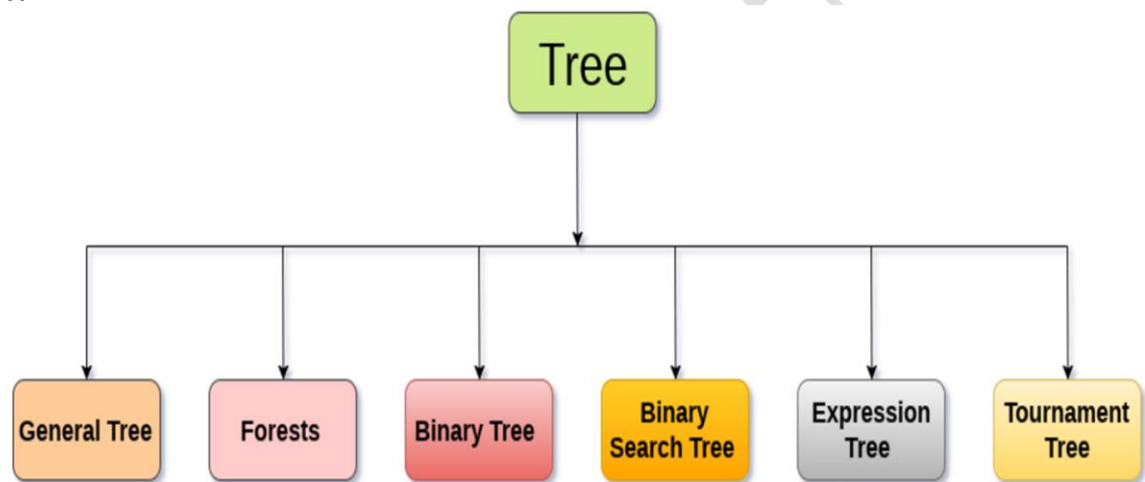 Tree
General Tree
Forests
Binary Tree
Binary
Search Tree
Expression
Tree
Tournament
Tree